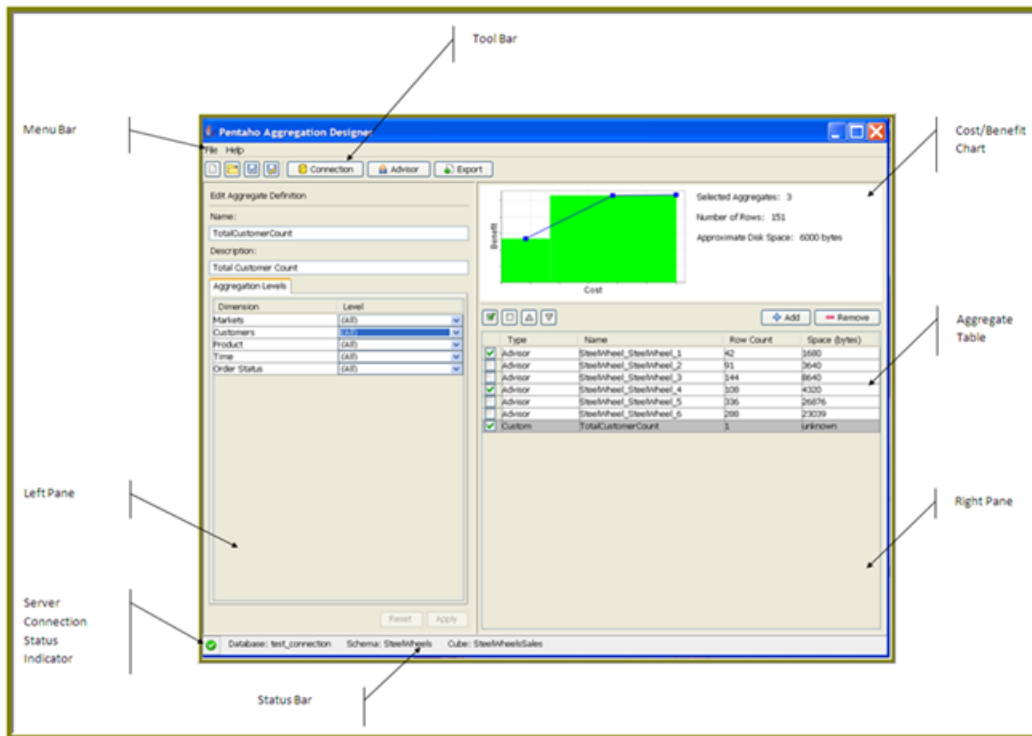 Tool Bar
Menu Bar
Cost/Benefit
Chart
Pentaho Aggregation Designer
File Help
Connection Advisor Export
Edit Aggregate Definition
Name:
TotalCustomerCount
Description:
Total Customer Count
Aggregation Levels
Dimension Level
Markets (All)
Customers (All)
Product (All)
Time (All)
Order Status (All)
Benefit
Cost
Selected Aggregates: 3
Number of Rows: 151
Approximate Disk Space: 6000 bytes
Add Remove
Aggregate
Table
Type Name Row Count Space (bytes)
Advisor SteelWheel_SteelWheel_1 42 1680
Advisor SteelWheel_SteelWheel_2 91 3640
Advisor SteelWheel_SteelWheel_3 144 8640
Advisor SteelWheel_SteelWheel_4 108 4320
Advisor SteelWheel_SteelWheel_5 336 26876
Advisor SteelWheel_SteelWheel_6 288 23039
Custom TotalCustomerCount 1 unknown
Left Pane
Right Pane
Server
Connection
Status
Indicator
Reset Apply
Database: test_connection Schema: SteelWheels Cube: SteelWheelsSales
Status Bar